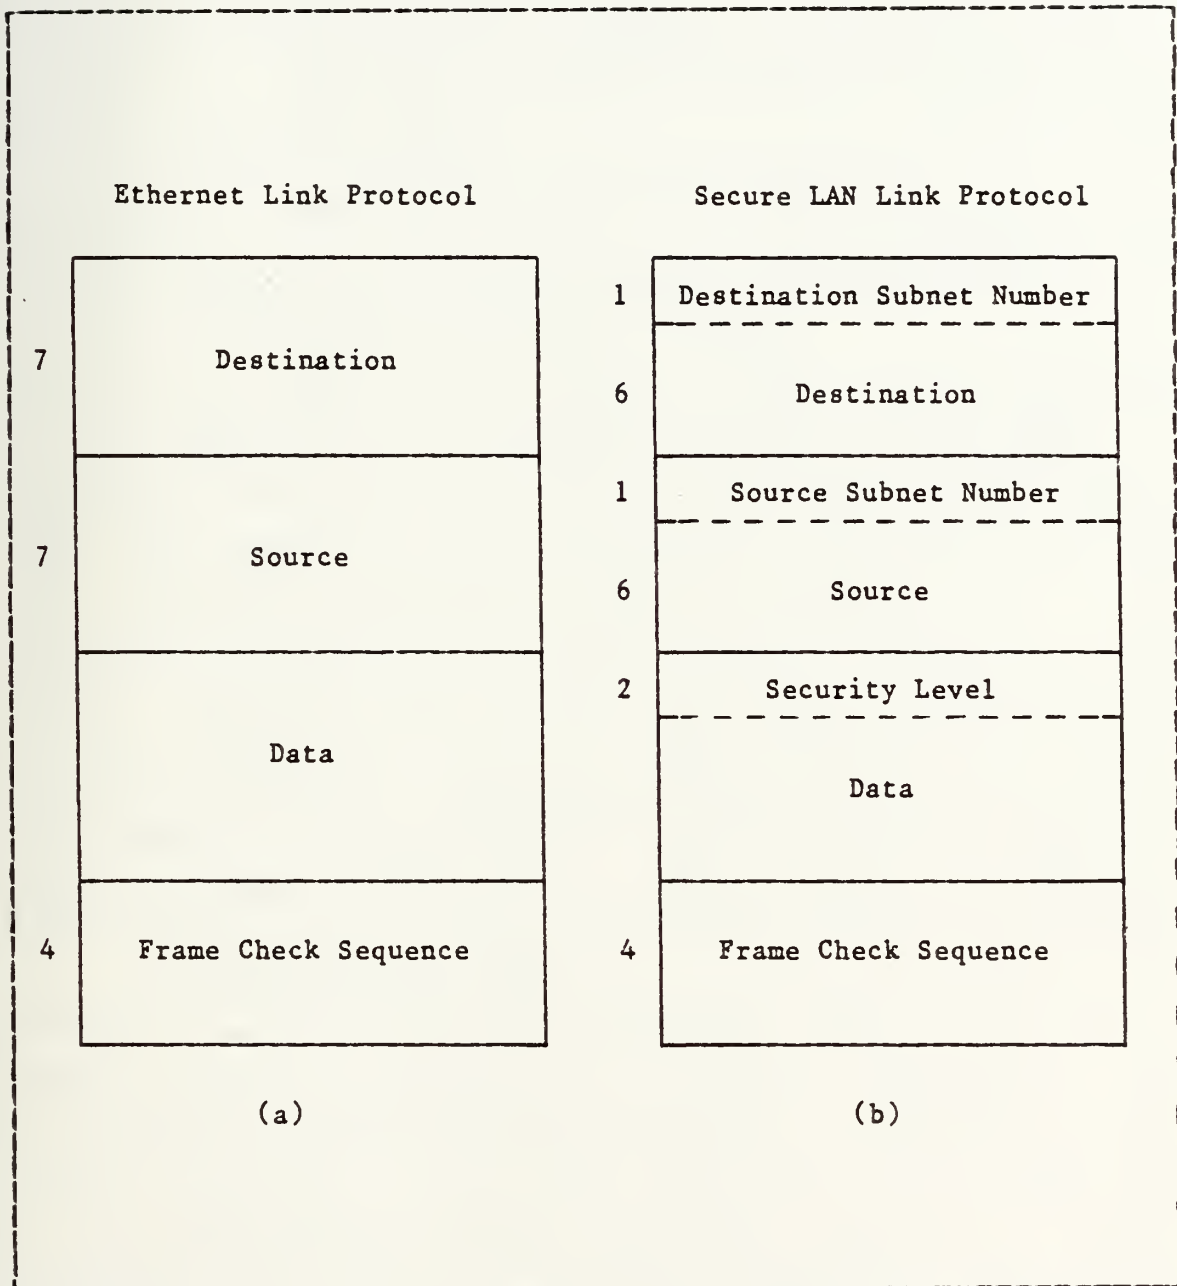 Ethernet Link Protocol
7 Destination
7 Source
Data
4 Frame Check Sequence
(a)
Secure LAN Link Protocol
1 Destination Subnet Number
6 Destination
1 Source Subnet Number
6 Source
2 Security Level
Data
4 Frame Check Sequence
(b)